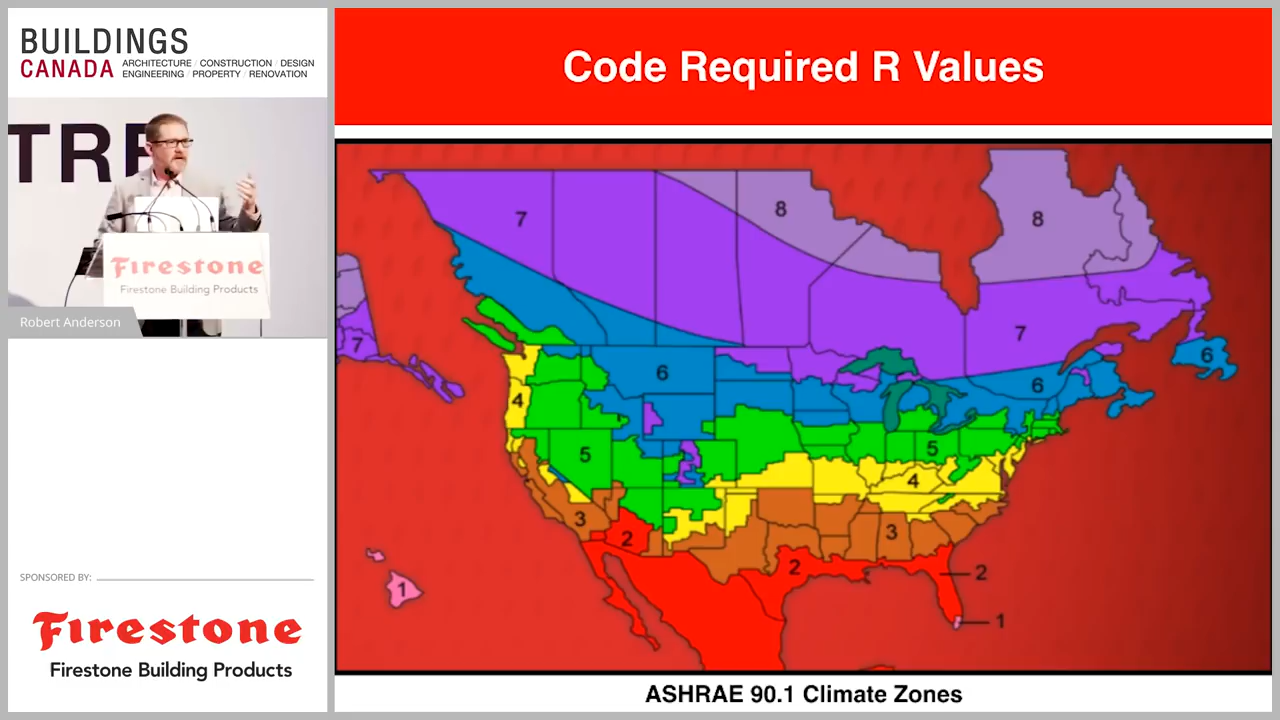 BUILDINGS
CANADA
ARCHITECTURE / CONSTRUCTION / DESIGN
ENGINEERING / PROPERTY / RENOVATION
TRE
Firestone
Firestone Building Products
Robert Anderson
SPONSORED BY:
Firestone
Firestone Building Products
Code Required R Values
7
8
8
7
7
6
6
6
4
5
5
4
3
3
2
2
2
1
1
ASHRAE 90.1 Climate Zones